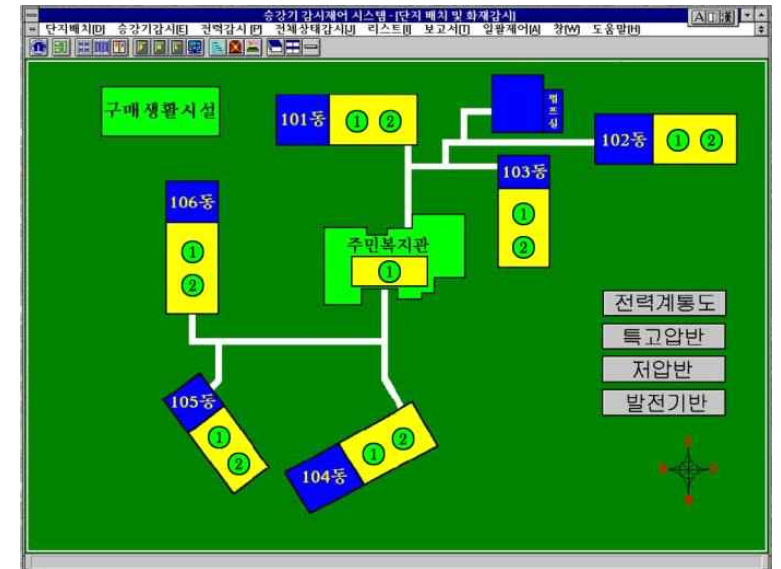 승강기 감시제어 시스템 - [단지 배치 및 화재감시]
단지배치[D] 승강기감시[E] 전력감시[P] 전체상태감시[J] 리스트[I] 보고서[T] 일괄제어[A] 창[W] 도움말[H]
구매생활시설
101동 1 2
펌프실
102동 1 2
103동
1
2
106동
1
2
주민복지관
1
전력계통도
특고압반
저압반
발전기반
105동
1
2
104동 1 2